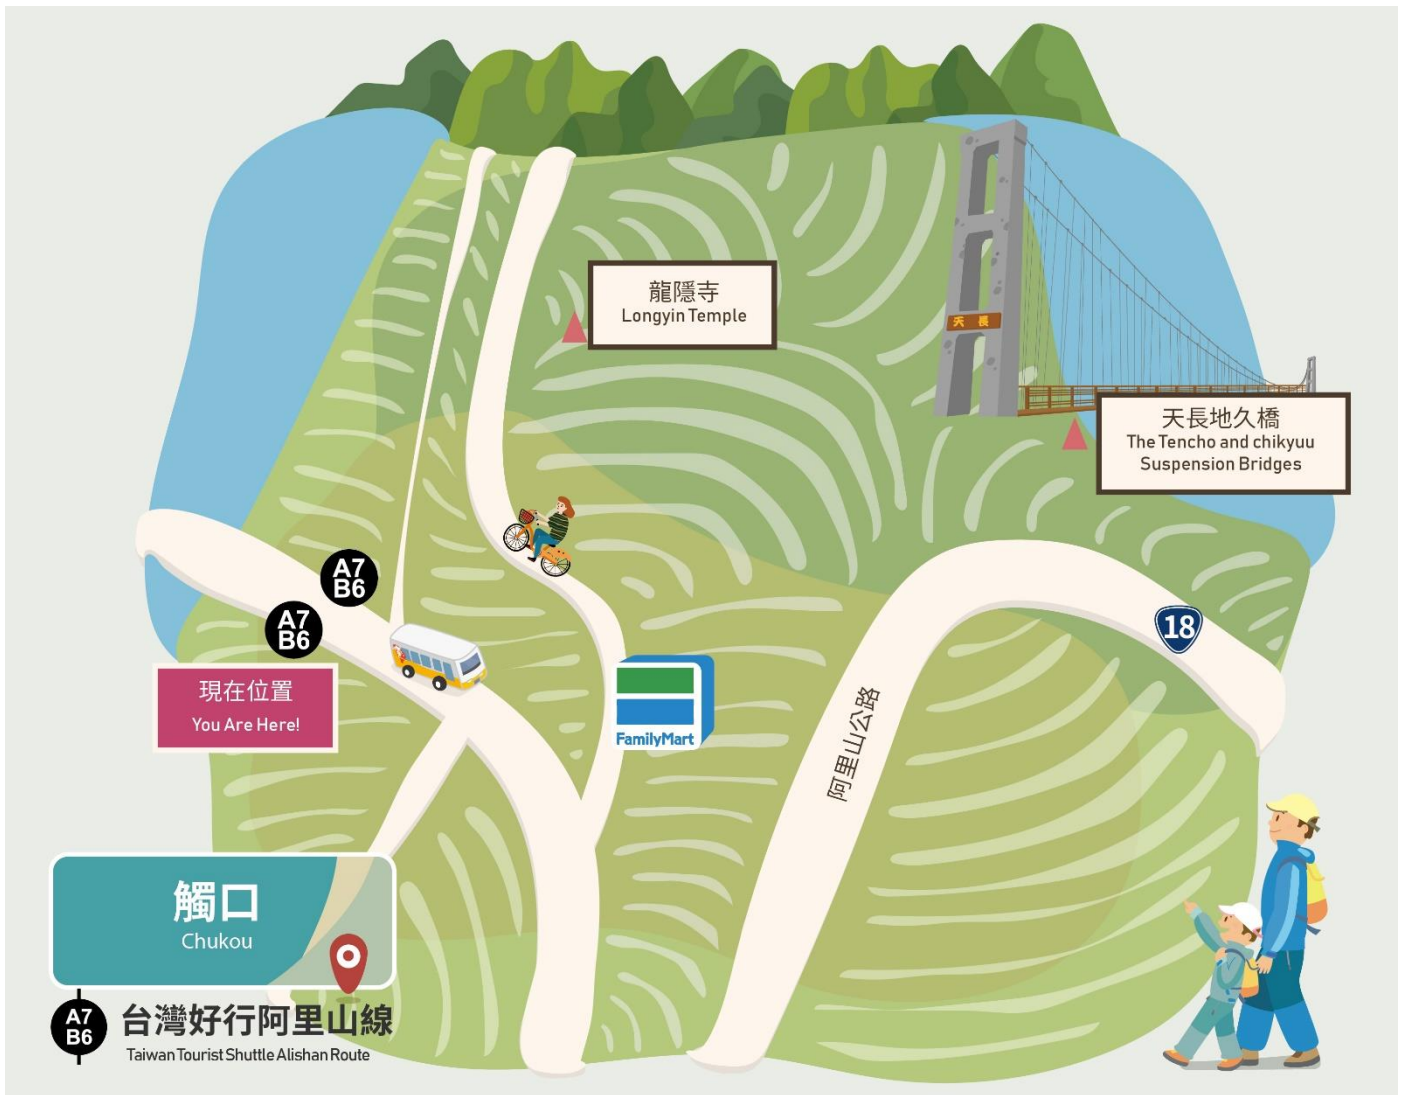 龍隱寺
Longyin Temple
天長
天長地久橋
The Tencho and chikyuu
Suspension Bridges
A7
B6
A7
B6
18
現在位置
You Are Here!
FamilyMart
阿里山公路
觸口
Chukou
A7
B6
台灣好行阿里山線
Taiwan Tourist Shuttle Alishan Route